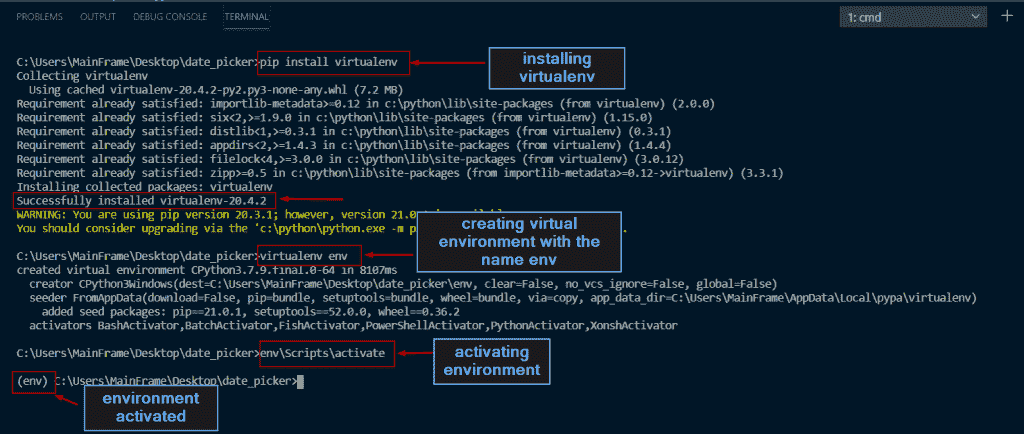 PROBLEMS OUTPUT DEBUG CONSOLE TERMINAL 1: cmd
C:\Users\MainFrame\Desktop\date_picker>pip install virtualenv
installing virtualenv
Collecting virtualenv
Using cached virtualenv-20.4.2-py2.py3-none-any.whl (7.2 MB)
Requirement already satisfied: importlib-metadata>=0.12 in c:\python\lib\site-packages (from virtualenv) (2.0.0)
Requirement already satisfied: six<2,>=1.9.0 in c:\python\lib\site-packages (from virtualenv) (1.15.0)
Requirement already satisfied: distlib<1,>=0.3.1 in c:\python\lib\site-packages (from virtualenv) (0.3.1)
Requirement already satisfied: appdirs<2,>=1.4.3 in c:\python\lib\site-packages (from virtualenv) (1.4.4)
Requirement already satisfied: filelock<4,>=3.0.0 in c:\python\lib\site-packages (from virtualenv) (3.0.12)
Requirement already satisfied: zipp>=0.5 in c:\python\lib\site-packages (from importlib-metadata>=0.12->virtualenv) (3.3.1)
Installing collected packages: virtualenv
Successfully installed virtualenv-20.4.2
WARNING: You are using pip version 20.3.1; however, version 21.0
You should consider upgrading via the 'c:\python\python.exe -m
creating virtual
environment with the
name env
C:\Users\MainFrame\Desktop\date_picker>virtualenv env
created virtual environment CPython3.7.9.final.0-64 in 8107ms
creator CPython3Windows(dest=C:\Users\MainFrame\Desktop\date_picker\env, clear=False, no_vcs_ignore=False, global=False)
seeder FromAppData(download=False, pip=bundle, setuptools=bundle, wheel=bundle, via=copy, app_data_dir=C:\Users\MainFrame\AppData\Local\pypa\virtualenv)
added seed packages: pip==21.0.1, setuptools==52.0.0, wheel==0.36.2
activators BashActivator,BatchActivator,FishActivator,PowerShellActivator,PythonActivator,XonshActivator
C:\Users\MainFrame\Desktop\date_picker>env\Scripts\activate
activating
environment
(env) C:\Users\MainFrame\Desktop\date_picker>
environment
activated